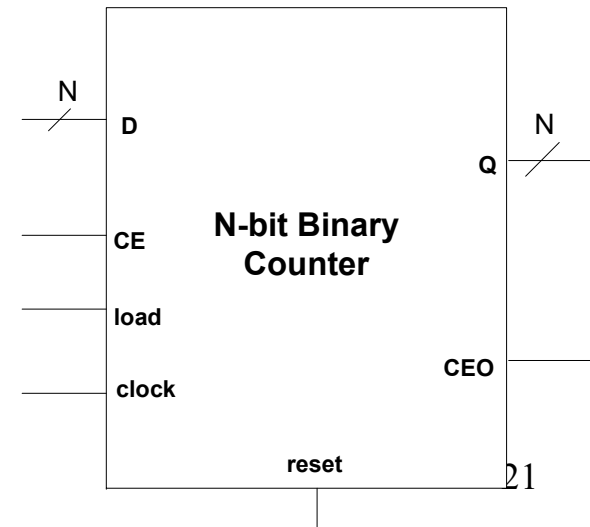 N
D
N
Q
CE
N-bit Binary
Counter
load
CEO
clock
reset
21